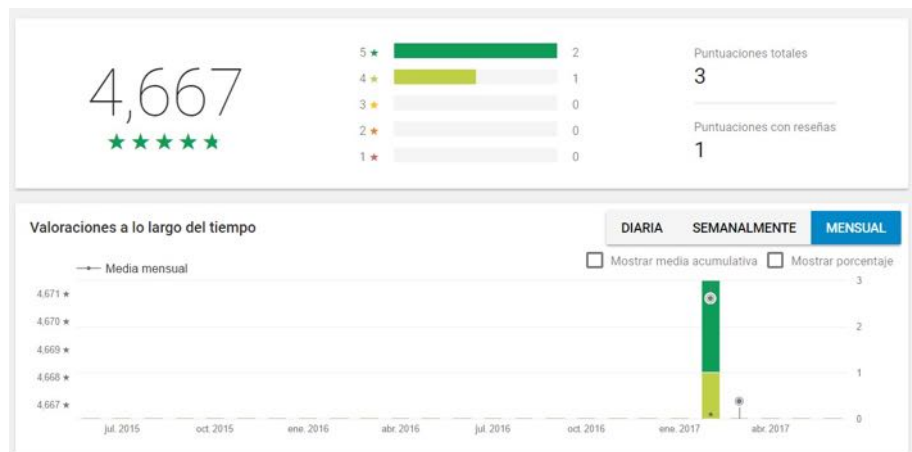 4,667
5 ★ 2
4 ★ 1
3 ★ 0
2 ★ 0
1 ★ 0
Puntuaciones totales
3
Puntuaciones con reseñas
1
Valoraciones a lo largo del tiempo
DIARIA SEMANALMENTE MENSUAL
Media mensual
Mostrar media acumulativa Mostrar porcentaje
4,671 ★ 3
4,670 ★ 2
4,669 ★
4,668 ★ 1
4,667 ★ 0
jul. 2015 oct. 2015 ene. 2016 abr. 2016 jul. 2016 oct. 2016 ene. 2017 abr. 2017